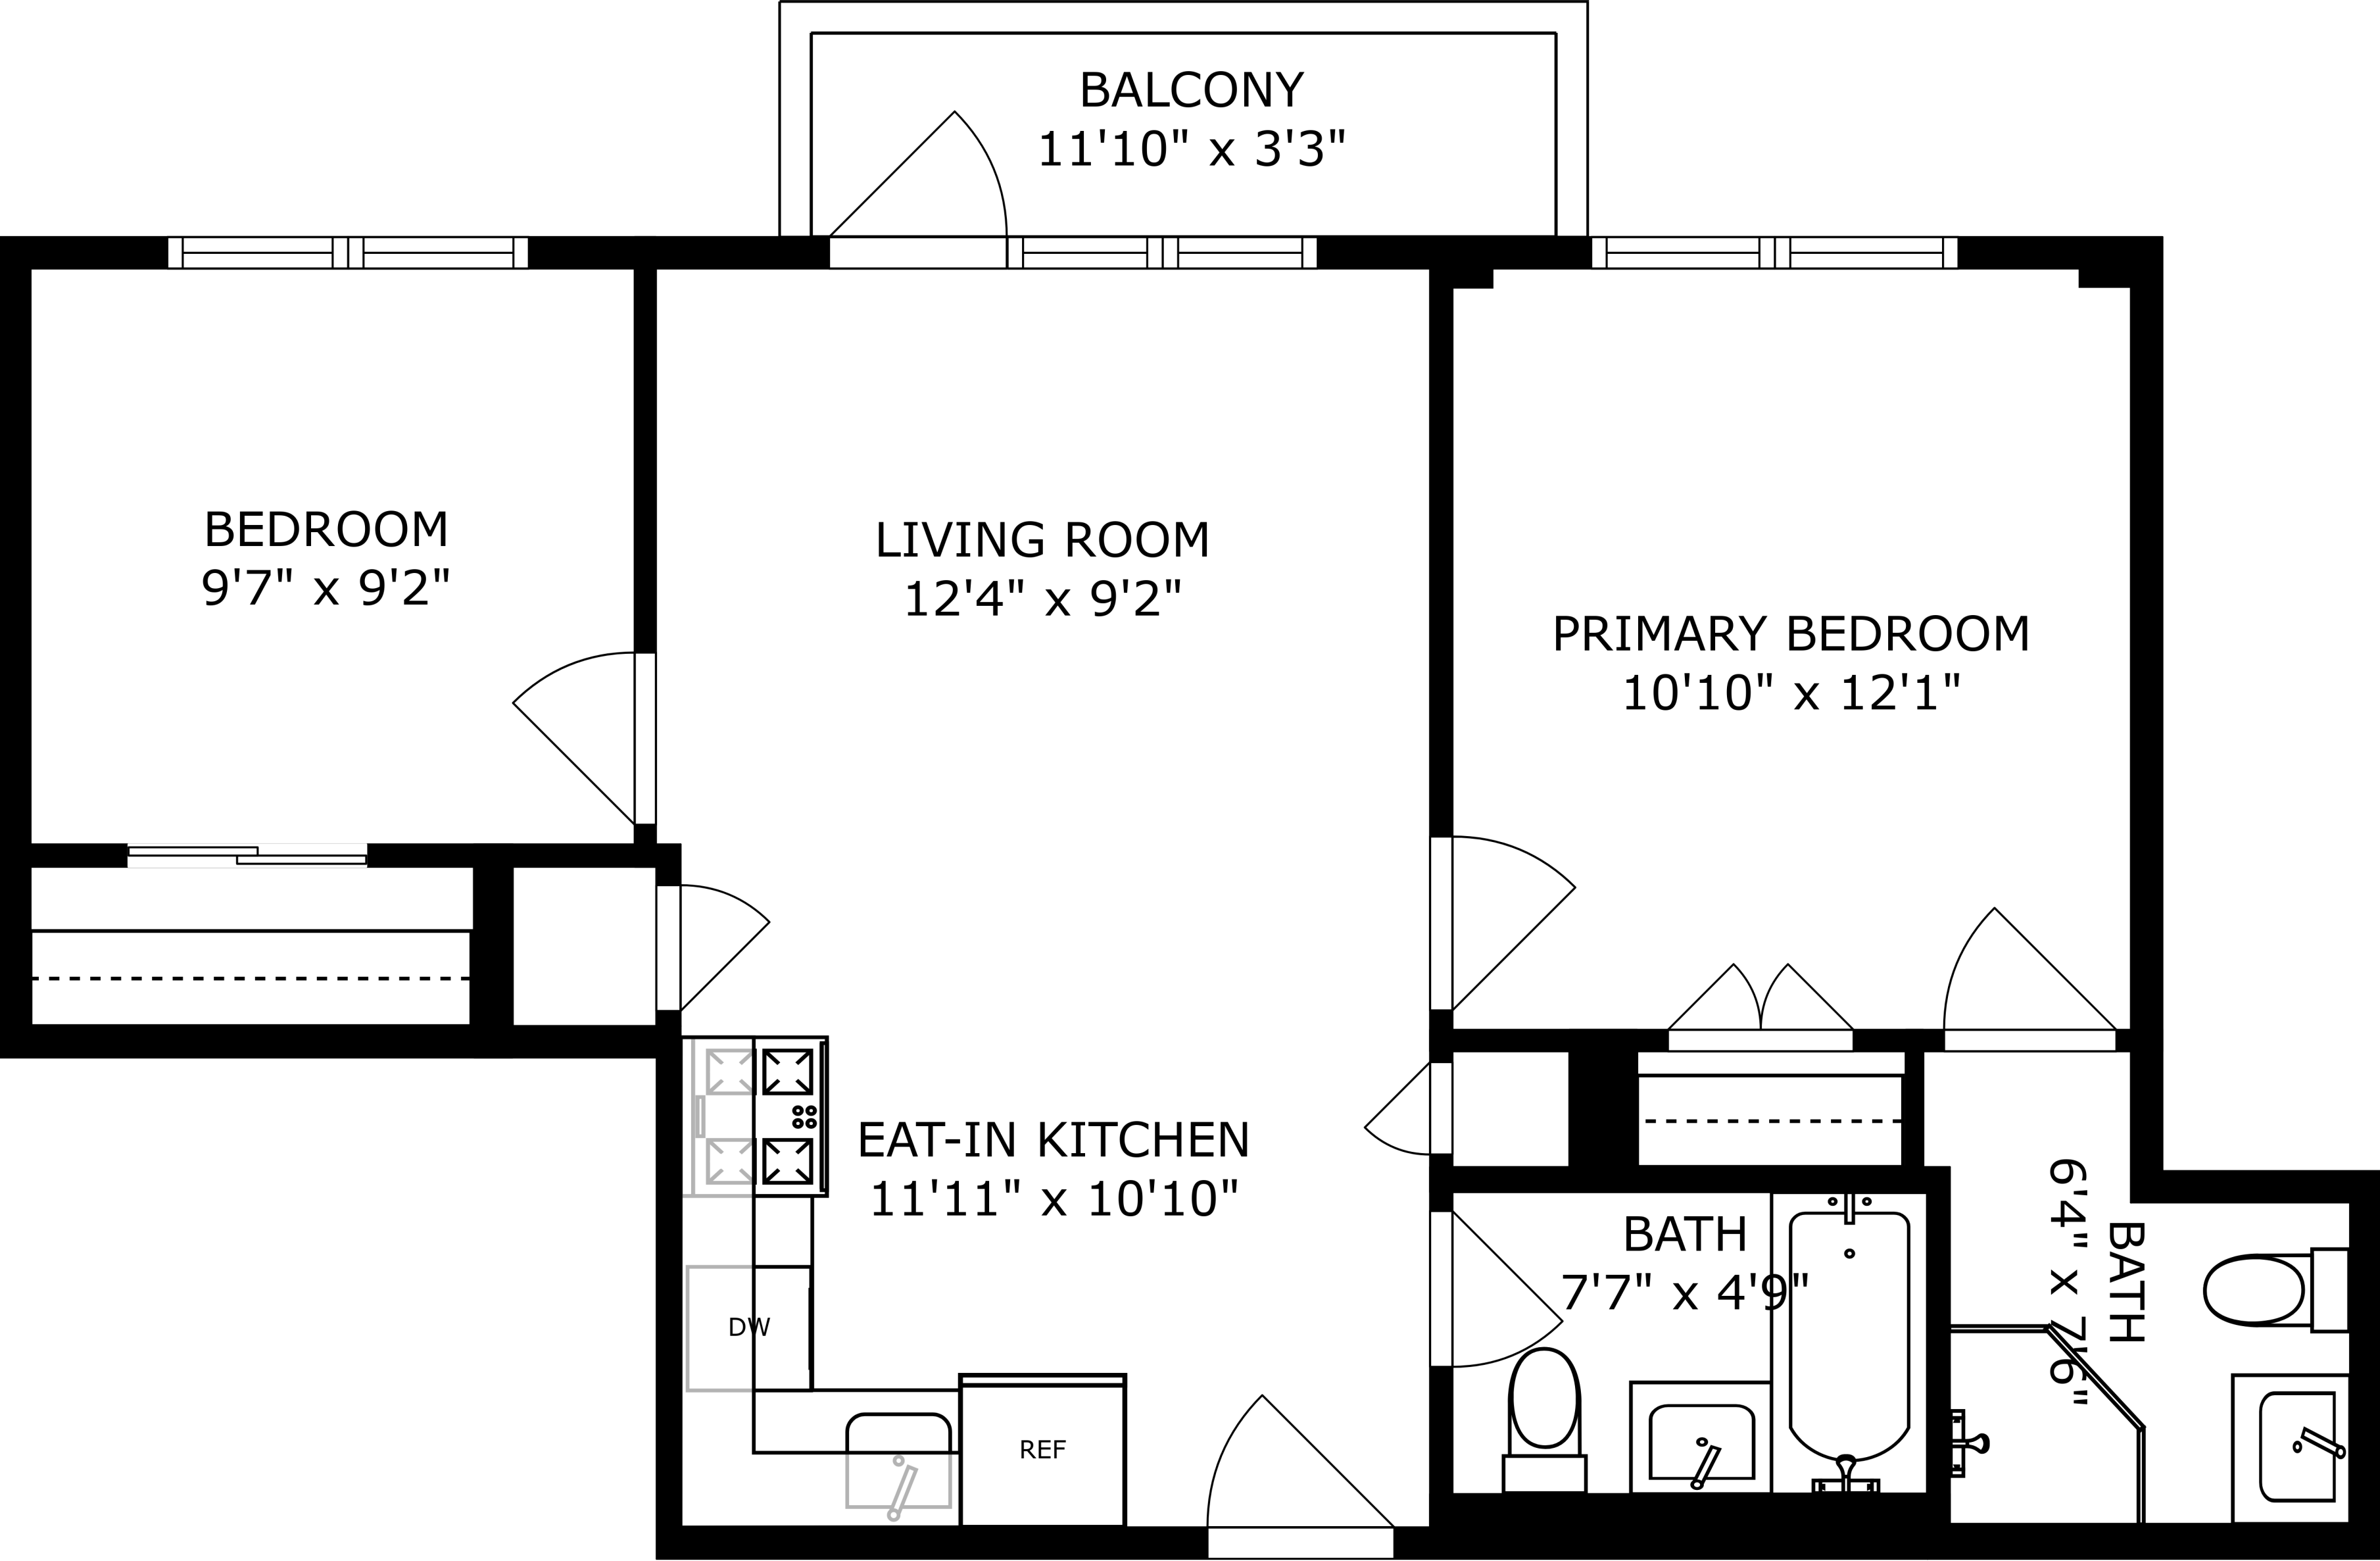 BALCONY
11'10" x 3'3"
BEDROOM
9'7" x 9'2"
LIVING ROOM
12'4" x 9'2"
PRIMARY BEDROOM
10'10" x 12'1"
EAT-IN KITCHEN
11'11" x 10'10"
BATH
7'7" x 4'9"
BATH
6'4" x 7'6"
DW
REF